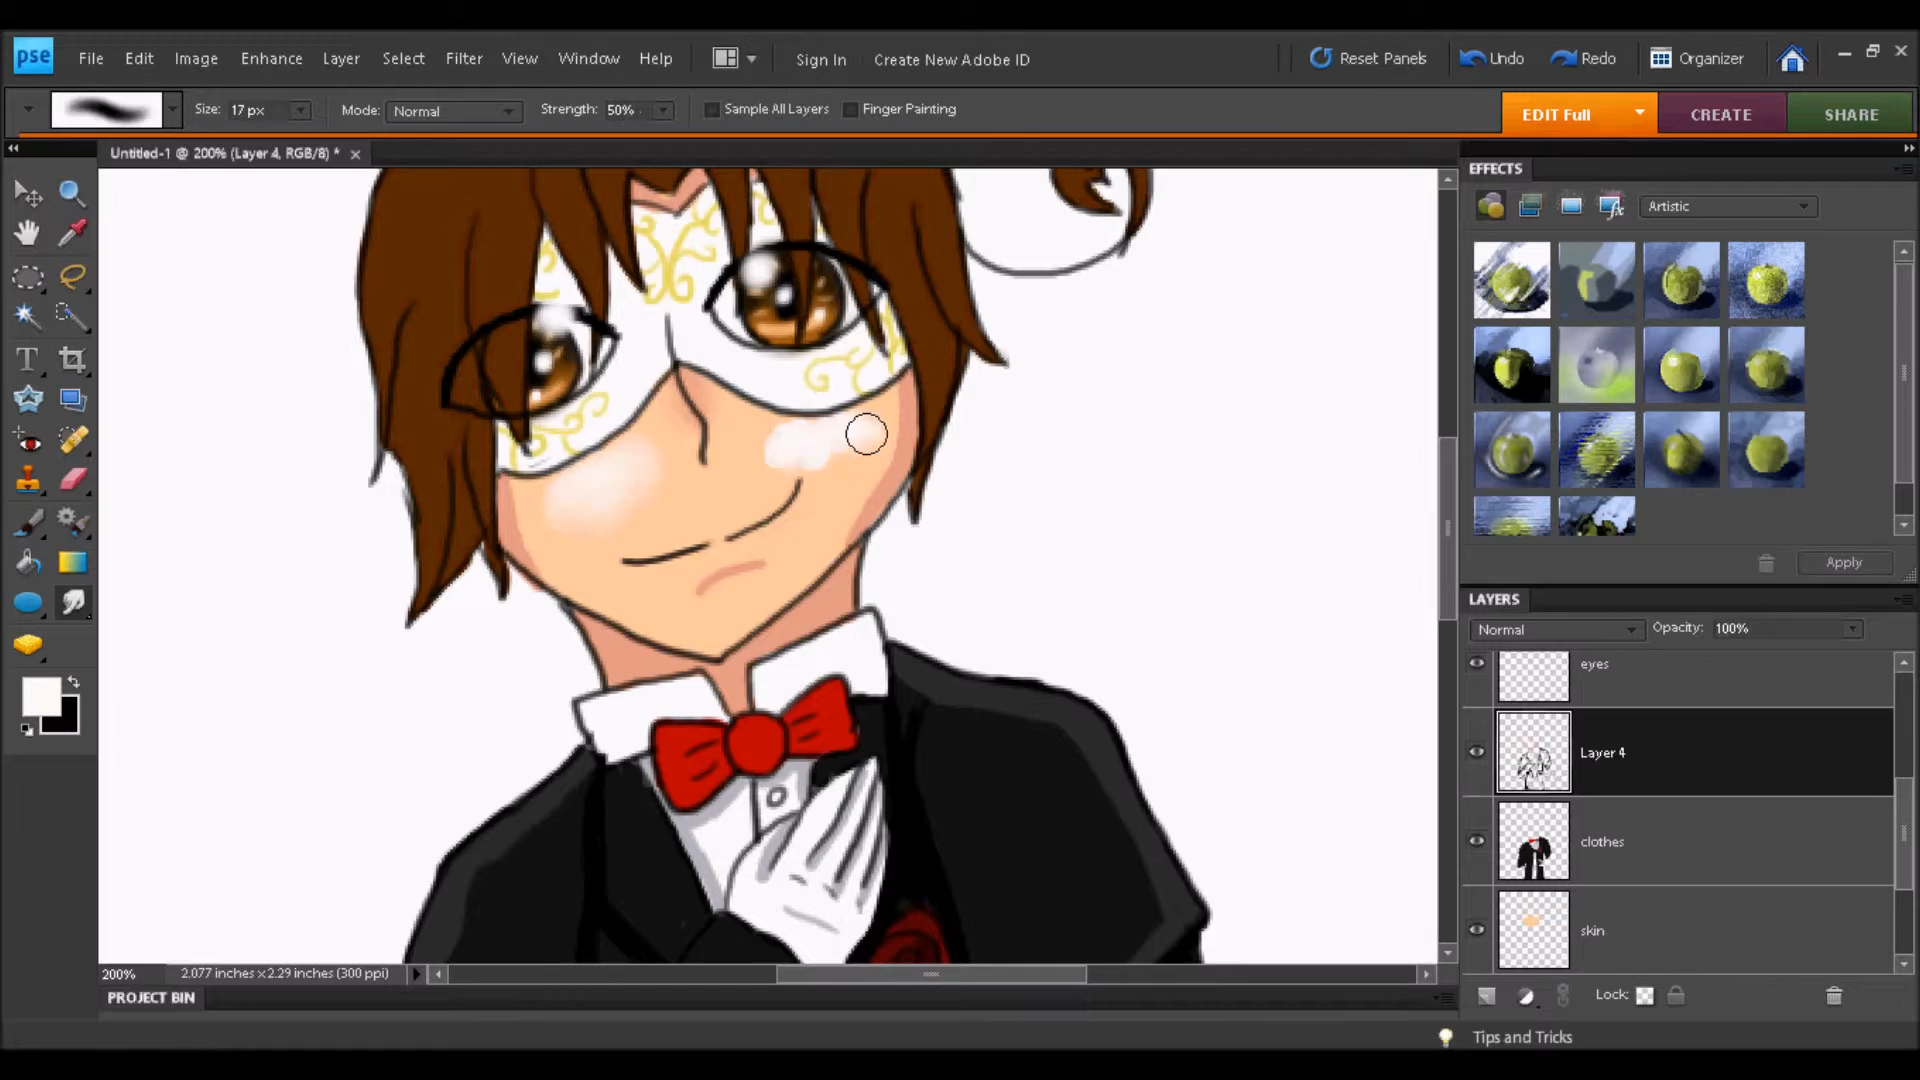 pse File Edit Image Enhance Layer Select Filter View Window Help Sign In Create New Adobe ID Reset Panels Undo Redo Organizer
Size: 17 px Mode: Normal Strength: 50% Sample All Layers Finger Painting EDIT Full CREATE SHARE
Untitled-1 @ 200% (Layer 4, RGB/8) *
EFFECTS
Artistic
T
Apply
LAYERS
Normal Opacity: 100%
eyes
Layer 4
clothes
skin
200% 2.077 inches x 2.29 inches (300 ppi)
Lock:
PROJECT BIN
Tips and Tricks